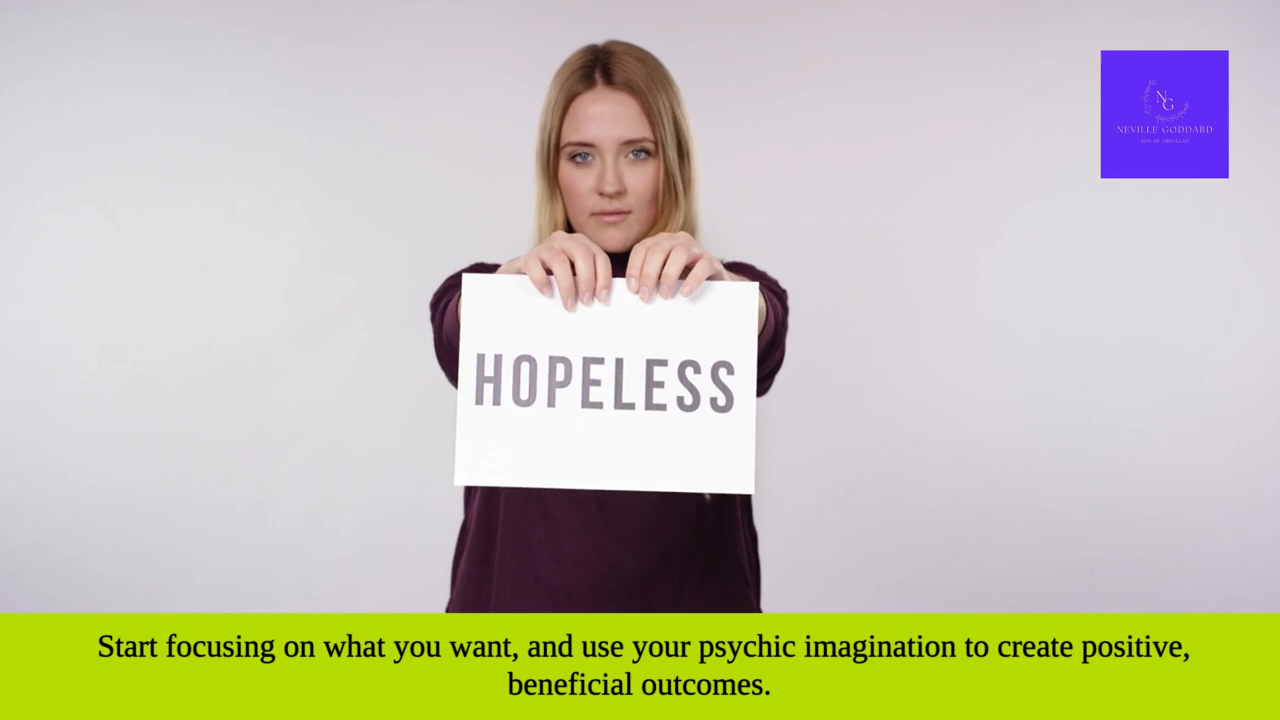 NG
NEVILLE GODDARD
HOPELESS
Start focusing on what you want, and use your psychic imagination to create positive,
beneficial outcomes.